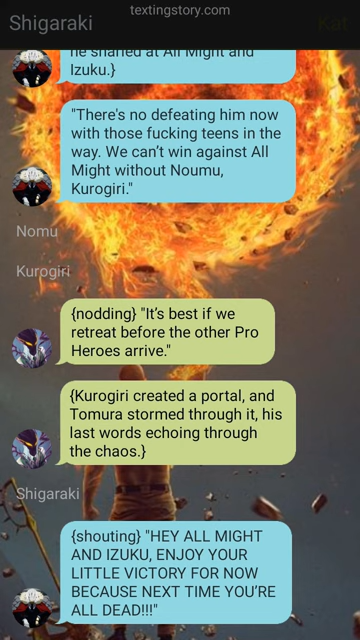 textingstory.com
Shigaraki
Kat
he snarled at All Might and
Izuku.}
"There's no defeating him now
with those fucking teens in the
way. We can’t win against All
Might without Noumu,
Kurogiri."
Nomu
Kurogiri
{nodding} "It’s best if we
retreat before the other Pro
Heroes arrive."
{Kurogiri created a portal, and
Tomura stormed through it, his
last words echoing through
the chaos.}
Shigaraki
{shouting} "HEY ALL MIGHT
AND IZUKU, ENJOY YOUR
LITTLE VICTORY FOR NOW
BECAUSE NEXT TIME YOU’RE
ALL DEAD!!!"